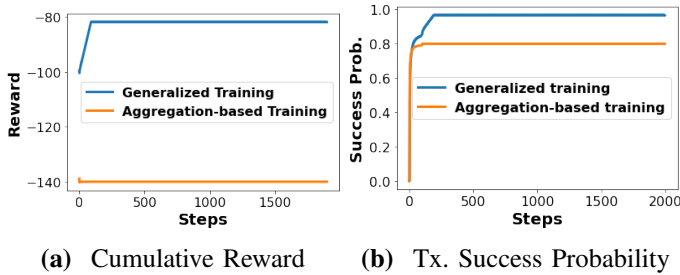 −80
−100
−120
−140
Reward
Generalized Training
Aggregation-based Training
0 500 1000 1500
Steps
(a) Cumulative Reward
1.0
0.8
0.6
0.4
0.2
0.0
Success Prob.
Generalized training
Aggregation-based training
0 500 1000 1500 2000
Steps
(b) Tx. Success Probability